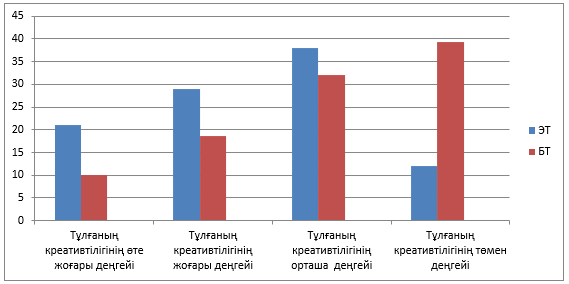 45
40
35
30
25
20
15
10
5
0
ЭТ
БТ
Тұлғаның
креативтілігінің өте
жоғары деңгейі
Тұлғаның
креативтілігінің
жоғары деңгейі
Тұлғаның
креативтілігінің
орташа деңгейі
Тұлғаның
креативтілігінің төмен
деңгейі